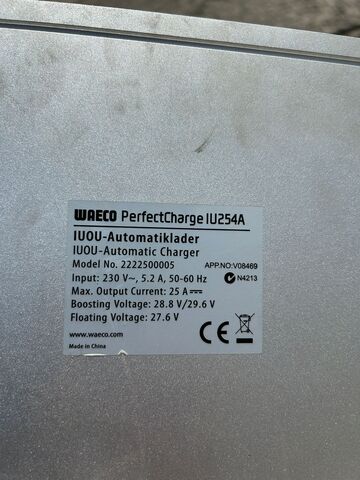 WAECO PerfectCharge IU254A
IUOU-Automatiklader
IUOU-Automatic Charger
Model No. 2222500005 APP.NO:V08469
Input: 230 V~, 5.2 A, 50-60 Hz N4213
Max. Output Current: 25 A⎓
Boosting Voltage: 28.8 V/29.6 V
Floating Voltage: 27.6 V
www.waeco.com
Made in China
CE